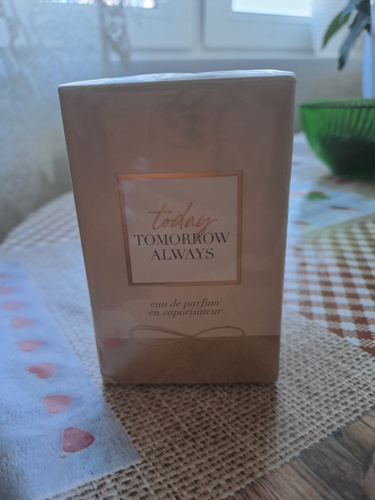 today
TOMORROW
ALWAYS
eau de parfum
en vaporisateur